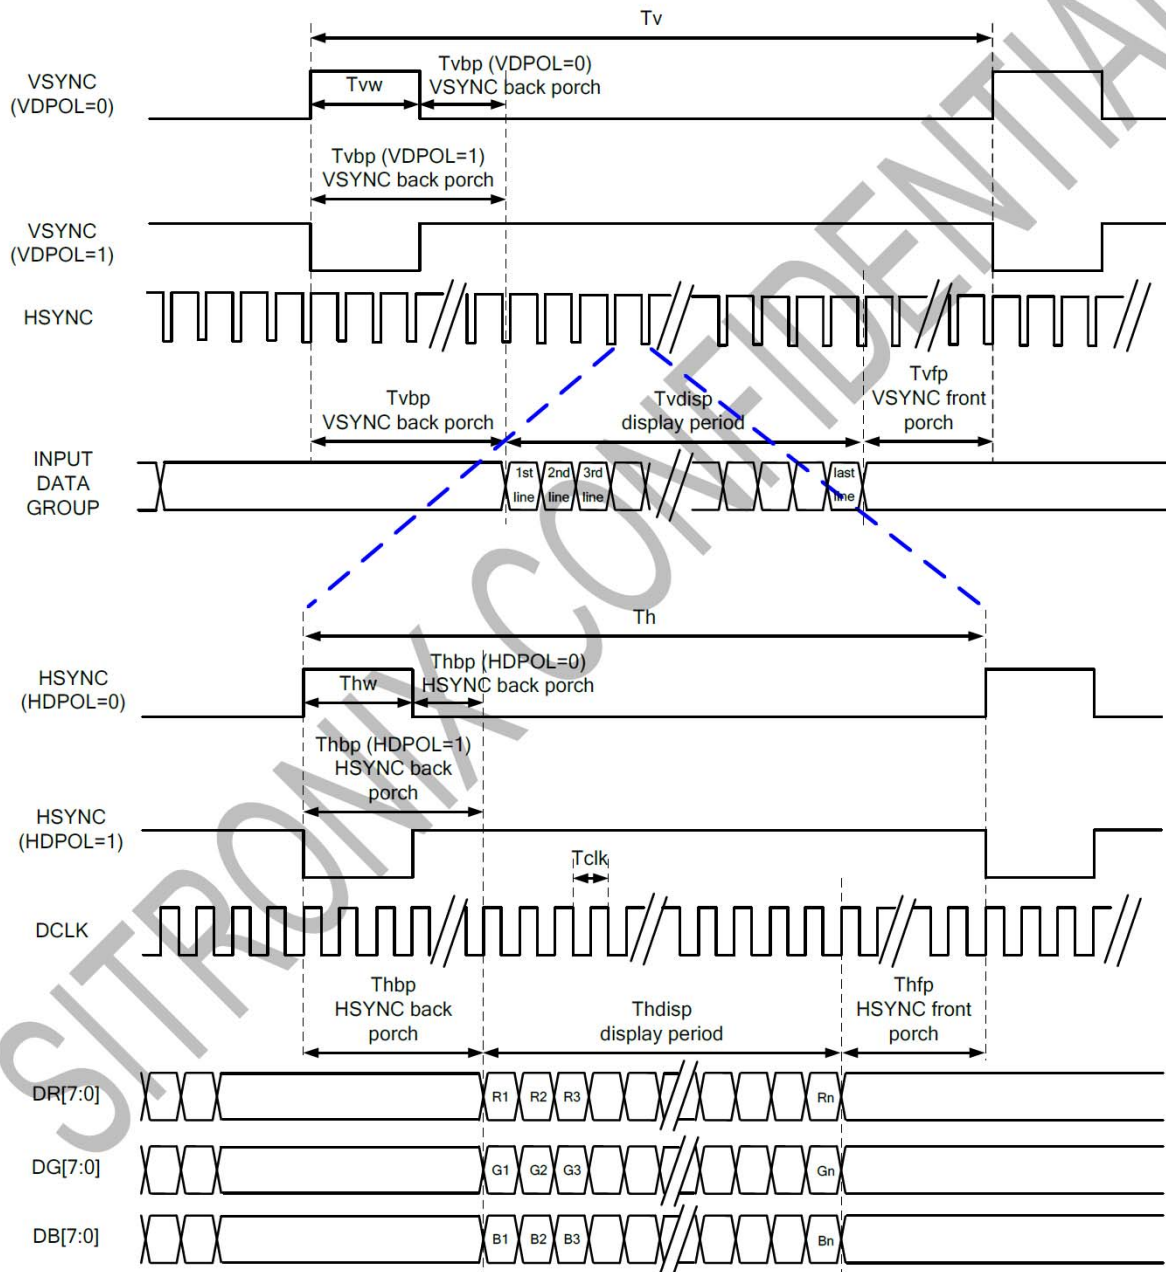 Tv
Tvbp (VDPOL=0)
VSYNC back porch
VSYNC
(VDPOL=0)
Tvw
Tvbp (VDPOL=1)
VSYNC back porch
VSYNC
(VDPOL=1)
HSYNC
Tvbp
VSYNC back porch
Tvdisp
display period
Tvfp
VSYNC front
porch
INPUT
DATA
GROUP
1st
line
2nd
line
3rd
line
last
line
Th
HSYNC
(HDPOL=0)
Thw
Thbp (HDPOL=0)
HSYNC back porch
Thbp (HDPOL=1)
HSYNC back
porch
HSYNC
(HDPOL=1)
Tclk
DCLK
Thbp
HSYNC back
porch
Thdisp
display period
Thfp
HSYNC front
porch
DR[7:0]
R1 R2 R3 Rn
DG[7:0]
G1 G2 G3 Gn
DB[7:0]
B1 B2 B3 Bn
SITRONIX CONFIDENTIAL